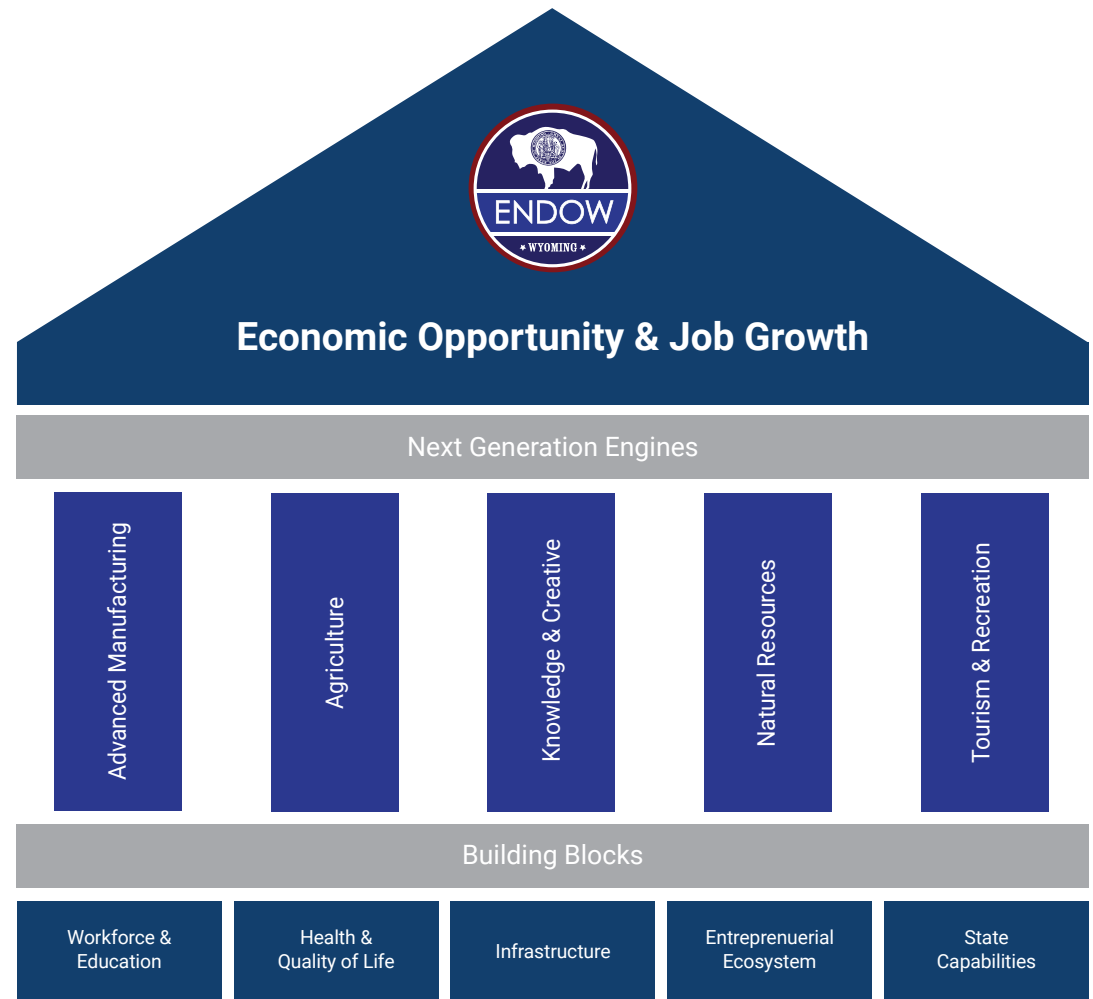 ENDOW
★ WYOMING ★
Economic Opportunity & Job Growth
Next Generation Engines
Advanced Manufacturing
Agriculture
Knowledge & Creative
Natural Resources
Tourism & Recreation
Building Blocks
Workforce &
Education
Health &
Quality of Life
Infrastructure
Entreprenuerial
Ecosystem
State
Capabilities